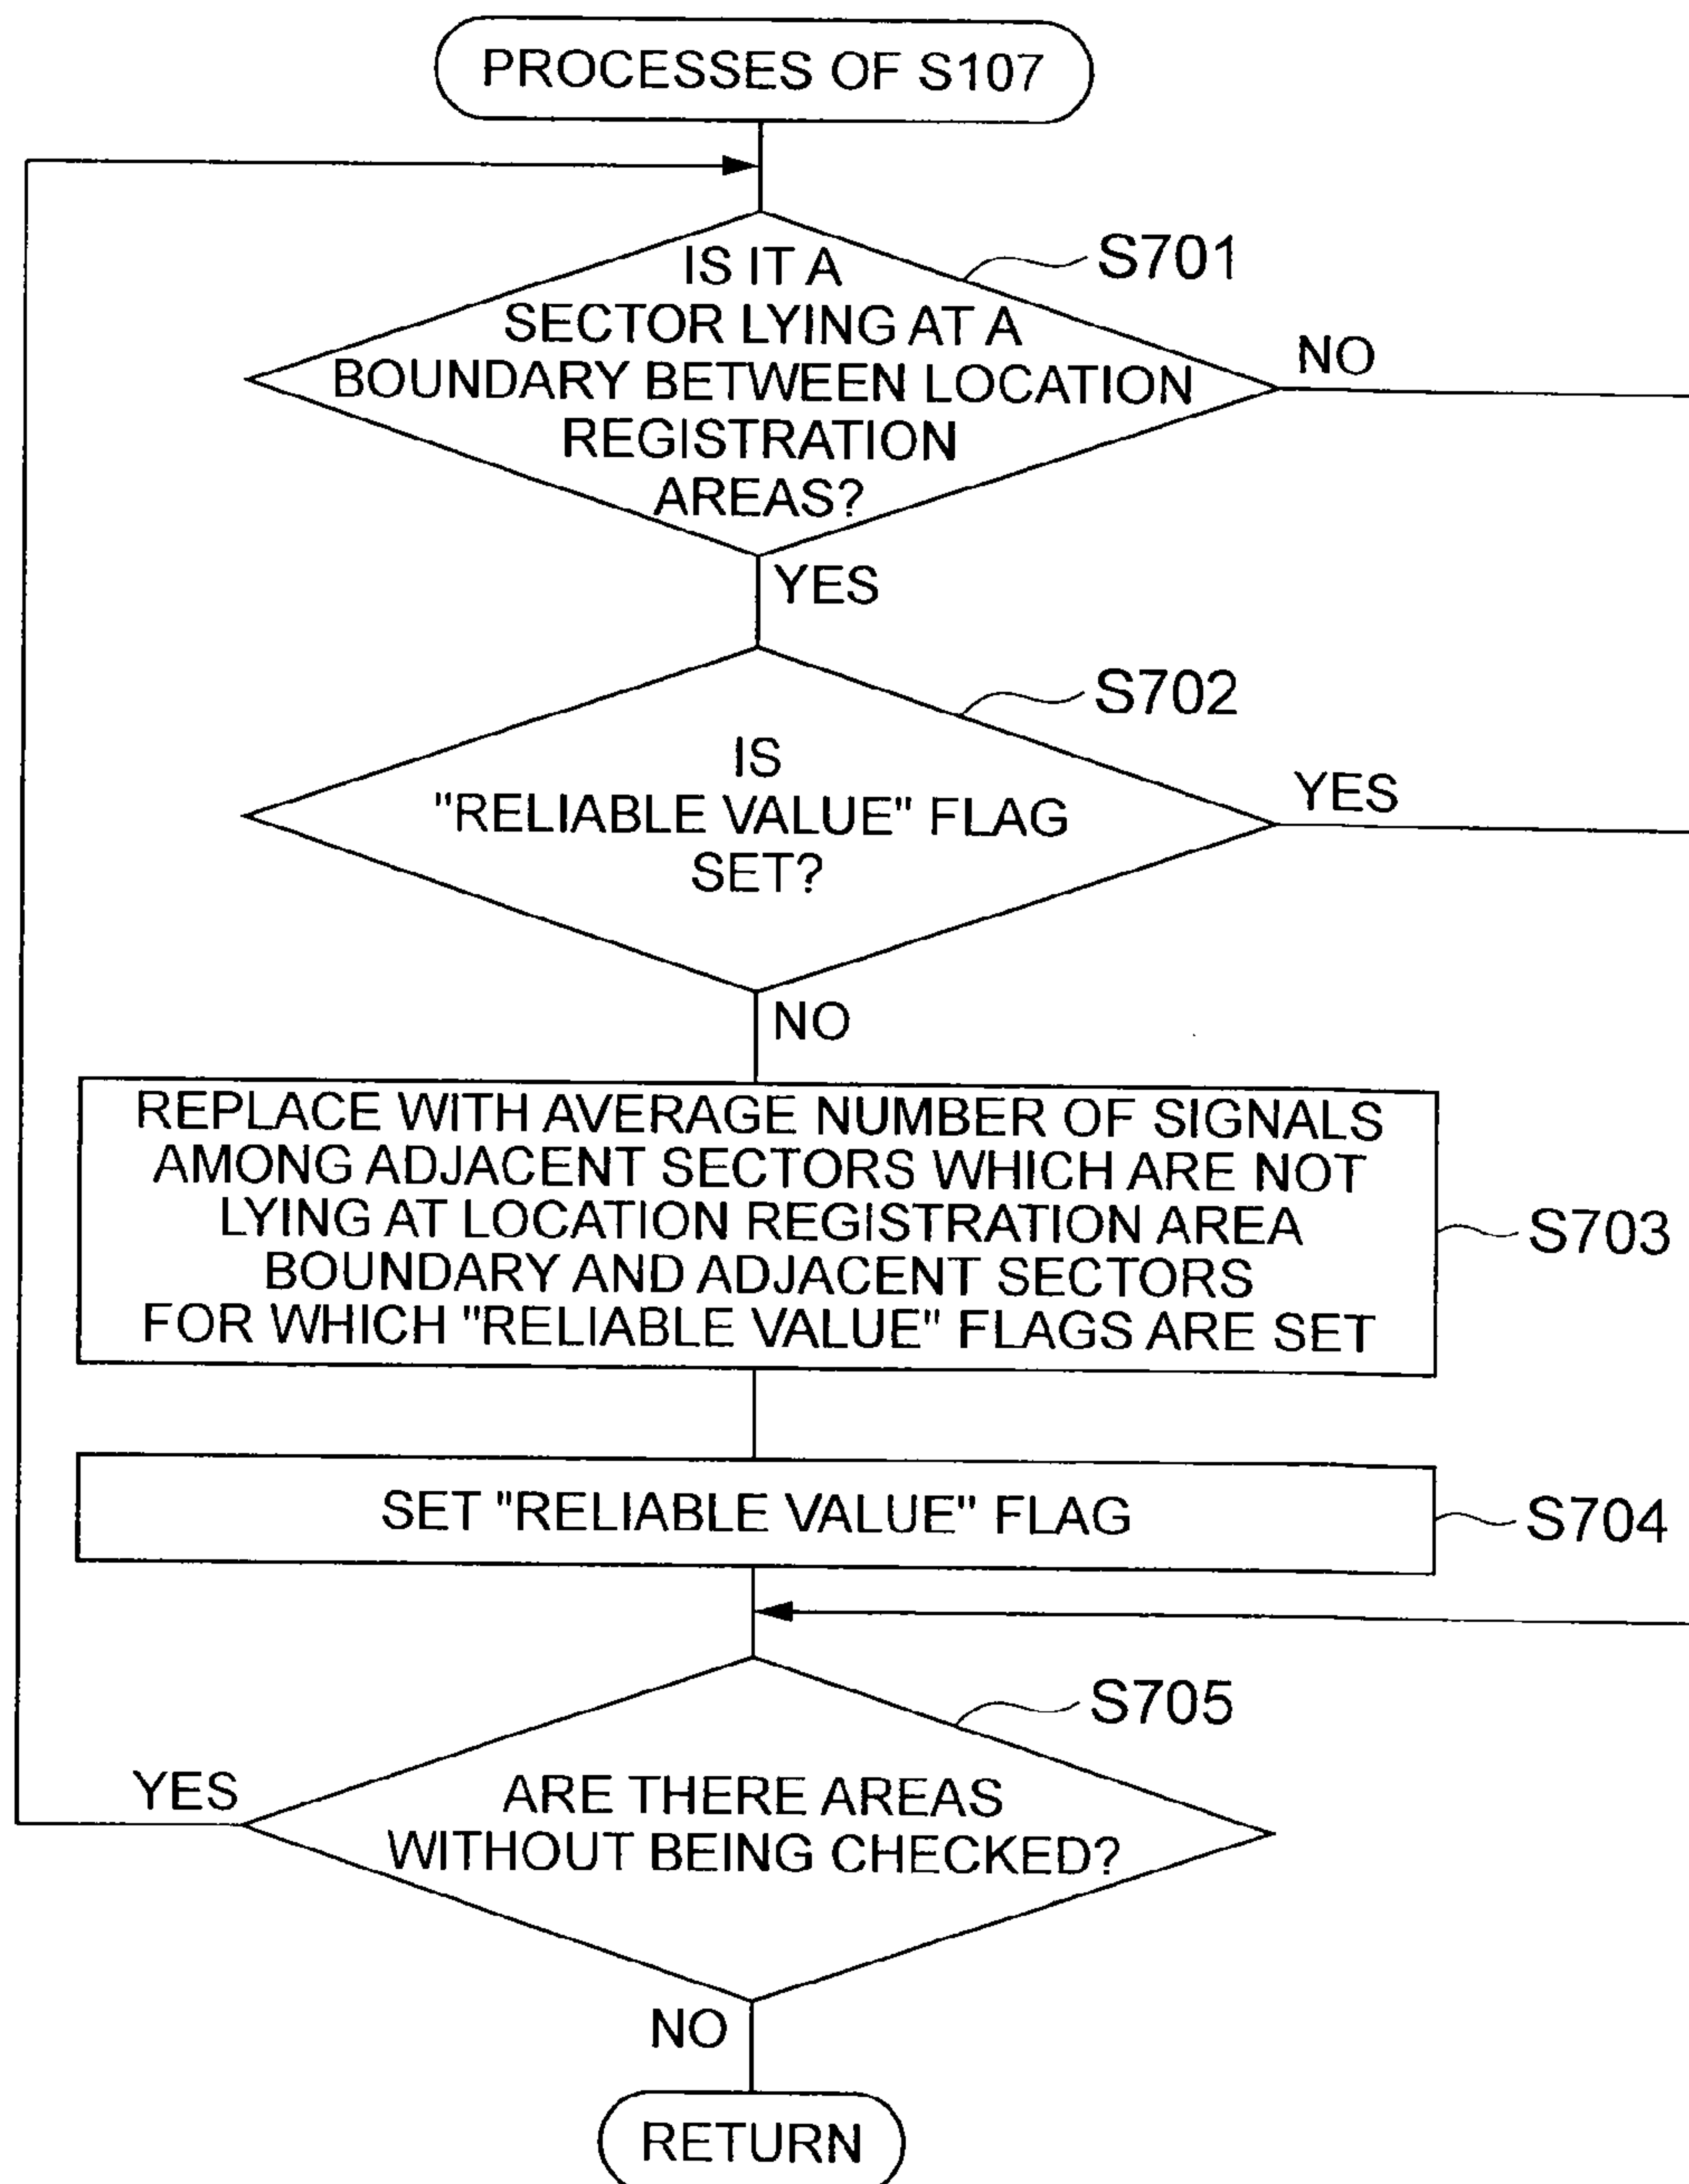 PROCESSES OF S107
IS IT A
SECTOR LYING AT A
BOUNDARY BETWEEN LOCATION
REGISTRATION
AREAS?
S701
NO
YES
S702
IS
"RELIABLE VALUE" FLAG
SET?
YES
NO
REPLACE WITH AVERAGE NUMBER OF SIGNALS
AMONG ADJACENT SECTORS WHICH ARE NOT
LYING AT LOCATION REGISTRATION AREA
BOUNDARY AND ADJACENT SECTORS
FOR WHICH "RELIABLE VALUE" FLAGS ARE SET
S703
SET "RELIABLE VALUE" FLAG
S704
S705
YES
ARE THERE AREAS
WITHOUT BEING CHECKED?
NO
RETURN